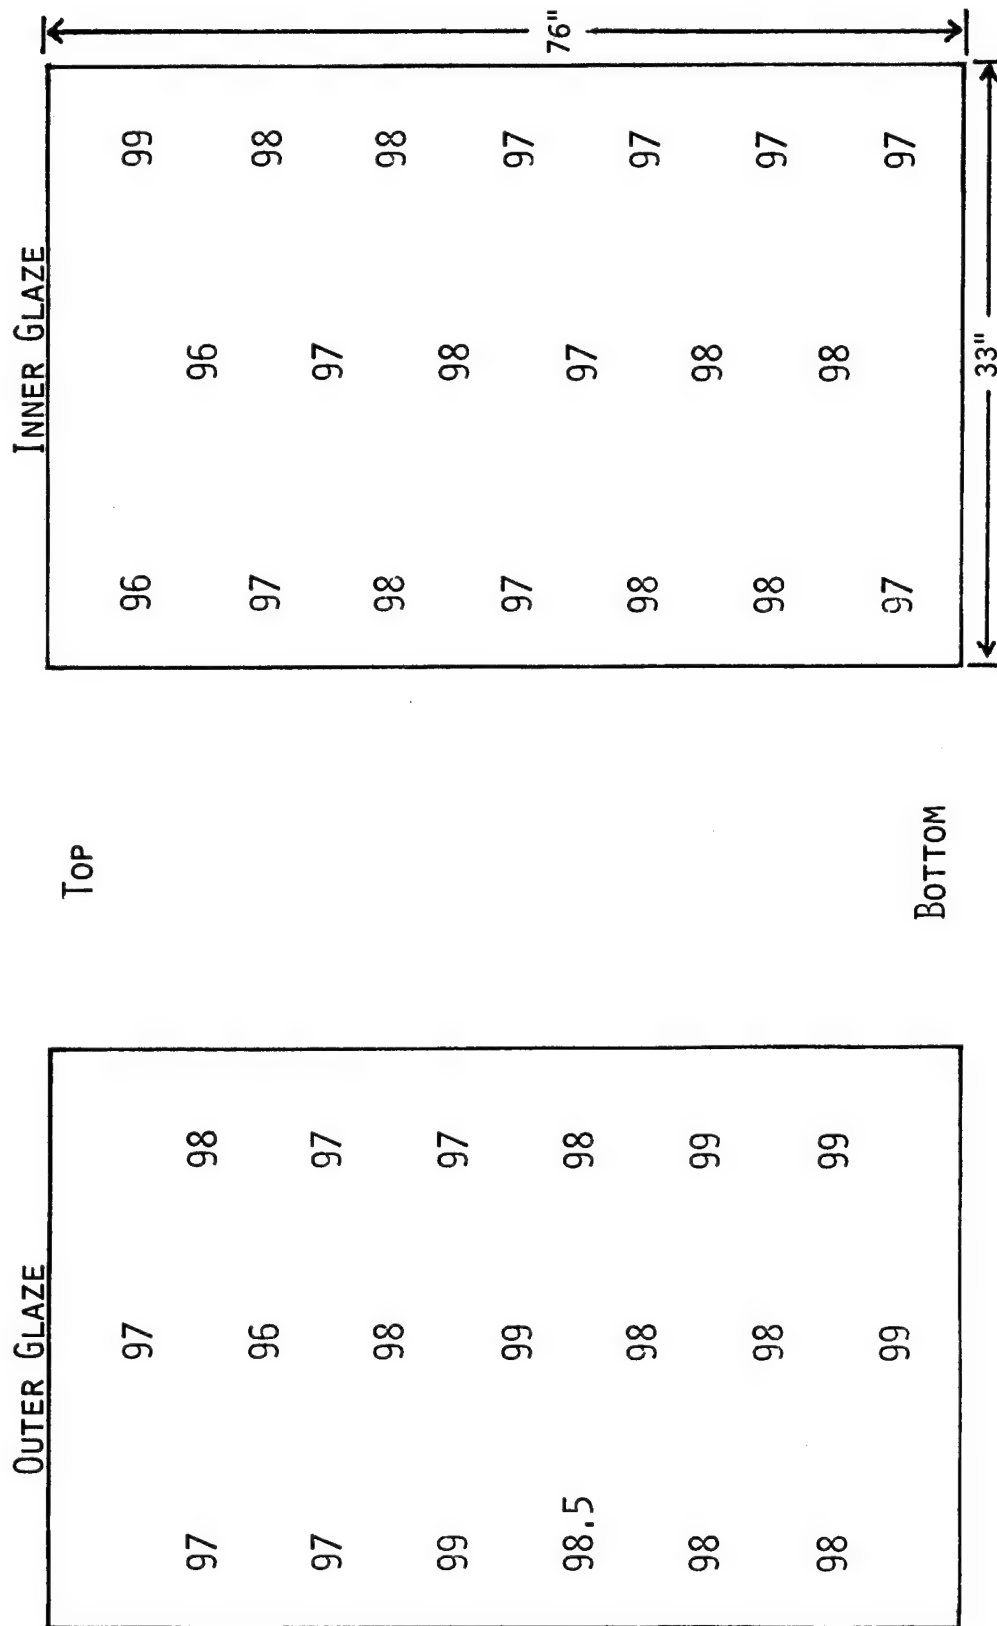 OUTER GLAZE INNER GLAZE
TOP
97 96 99
97 98 96
96 97 98
97 97 97
98 98 98
99 97 98
99 97 97
76"
98.5 98 97
98 98 97
98 99 98
98 98 97
98 99 98
99 97 97
BOTTOM
33"